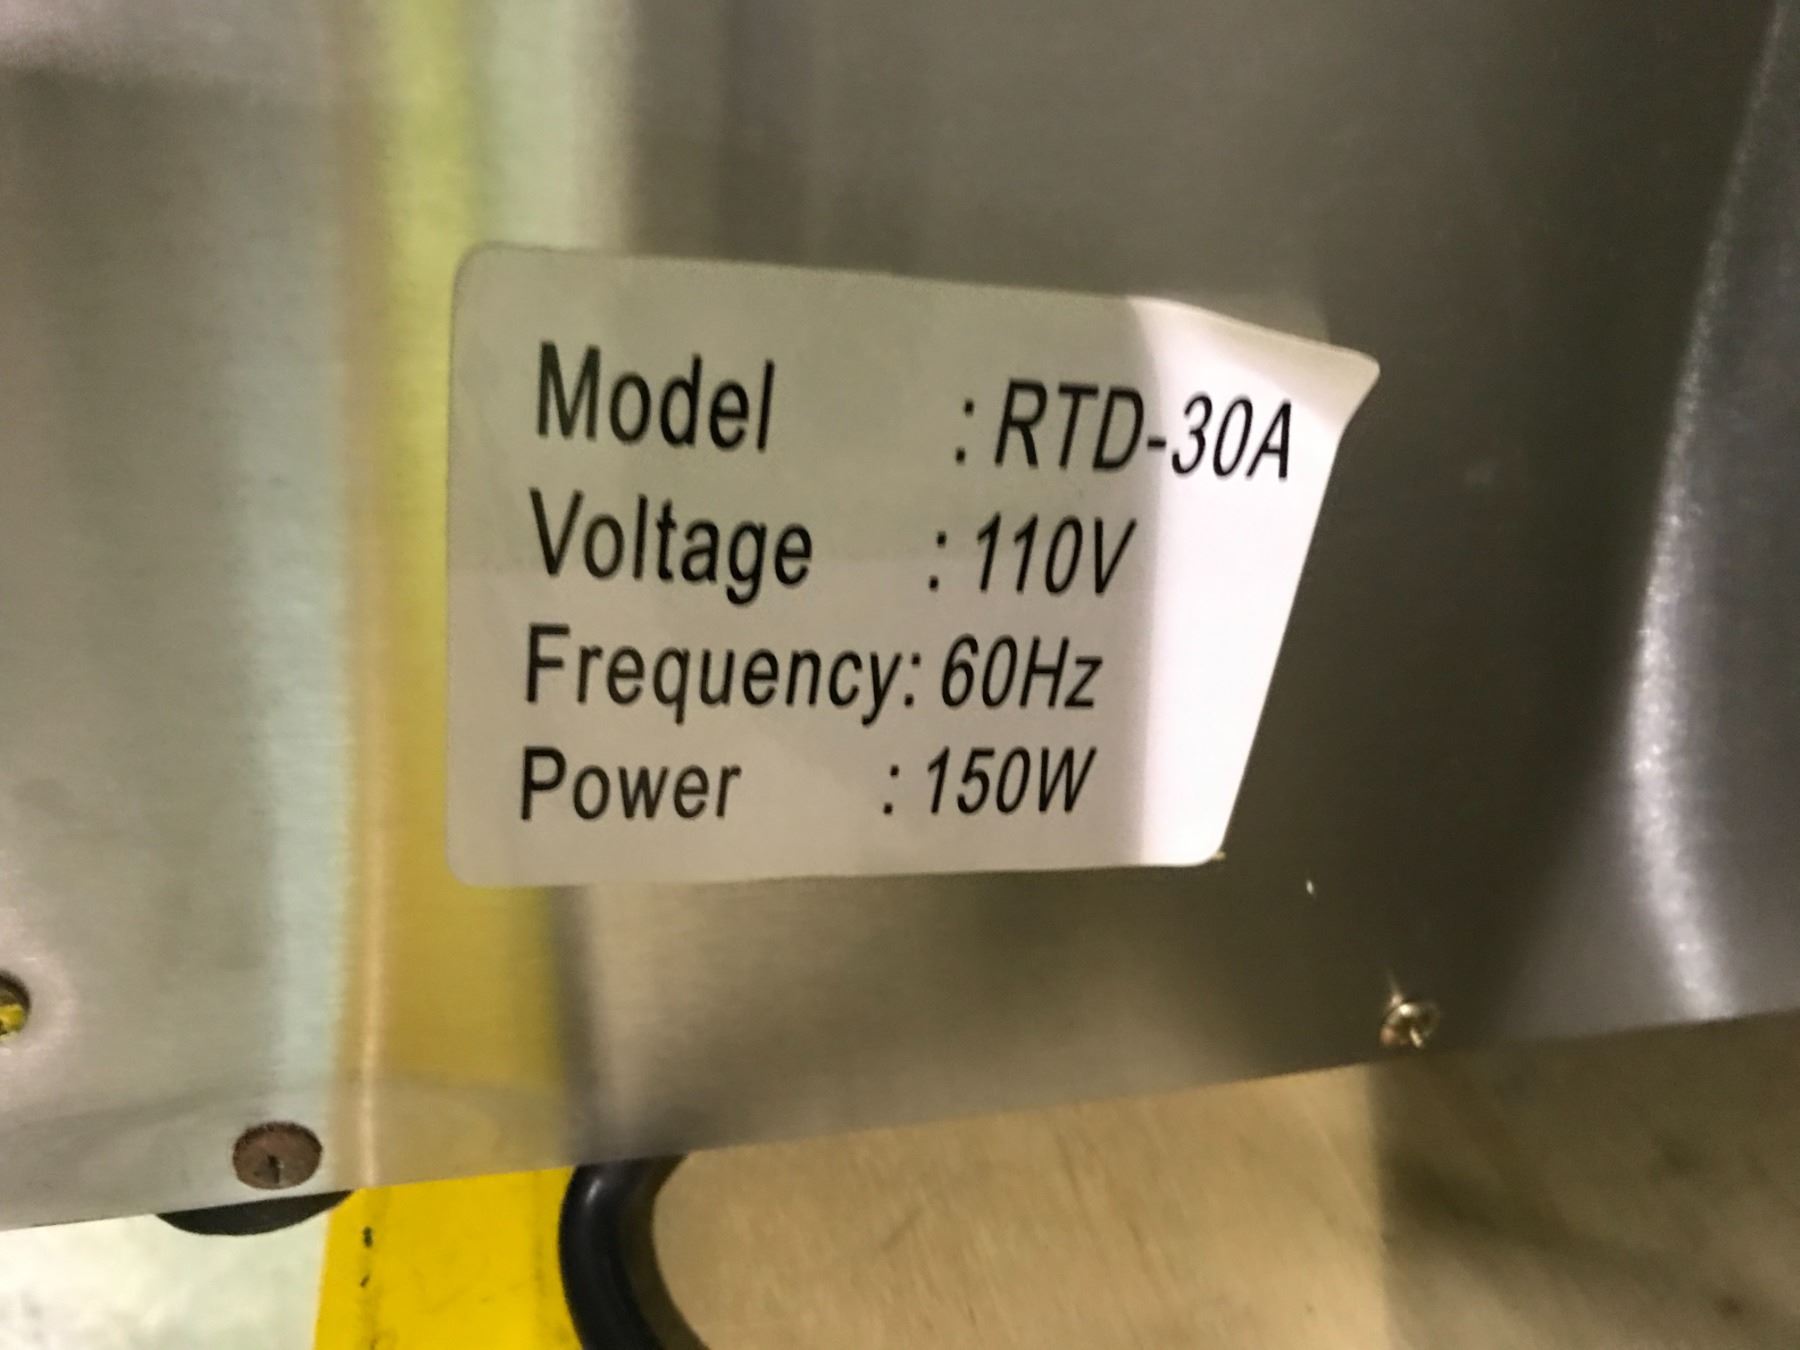 Model : RTD-30A
Voltage : 110V
Frequency: 60Hz
Power : 150W